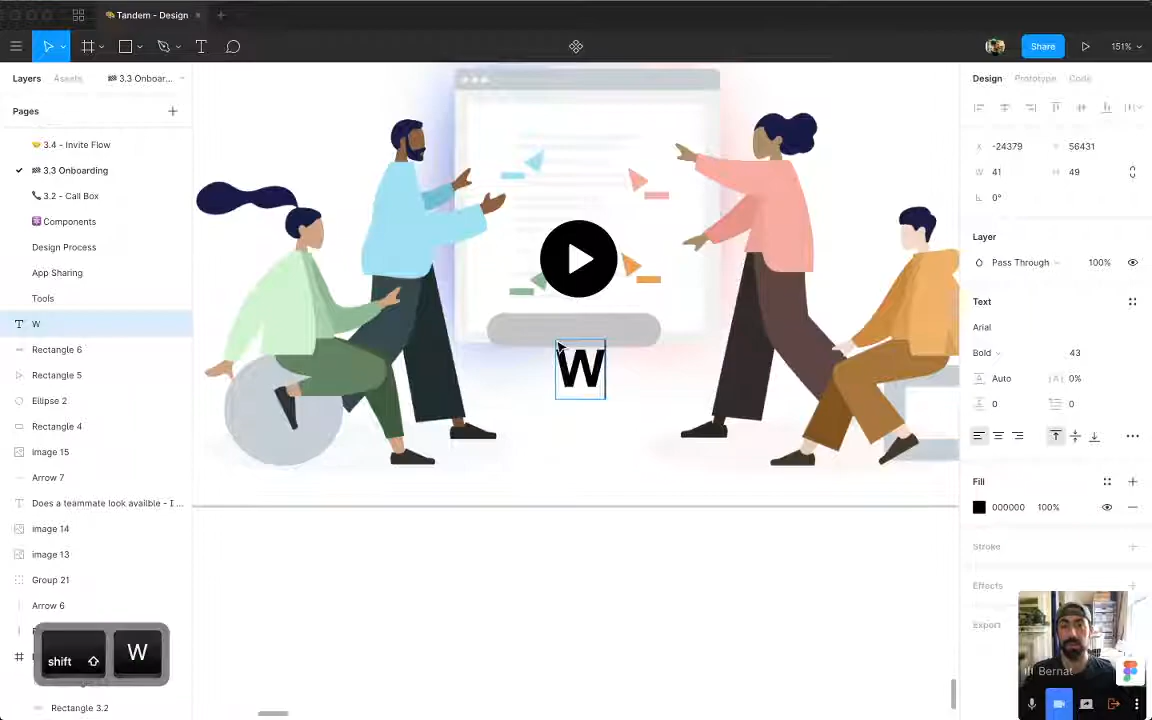 Tandem - Design
Share
151%
Layers
Assets
3.3 Onboar...
Design
Prototype
Code
Pages
3.4 - Invite Flow
3.3 Onboarding
3.2 - Call Box
Components
Design Process
App Sharing
Tools
W
Rectangle 6
Rectangle 5
Ellipse 2
Rectangle 4
Image 15
Arrow 7
Does a teammate look availble - I ...
image 14
image 13
Group 21
Arrow 6
Rectangle 3.2
shift
W
W
X -24379
Y 56431
W 41
H 49
0°
Layer
Pass Through
100%
Text
Arial
Bold
43
Auto
|A| 0%
0
0
Fill
000000
100%
Stroke
Effects
Export
Bernat